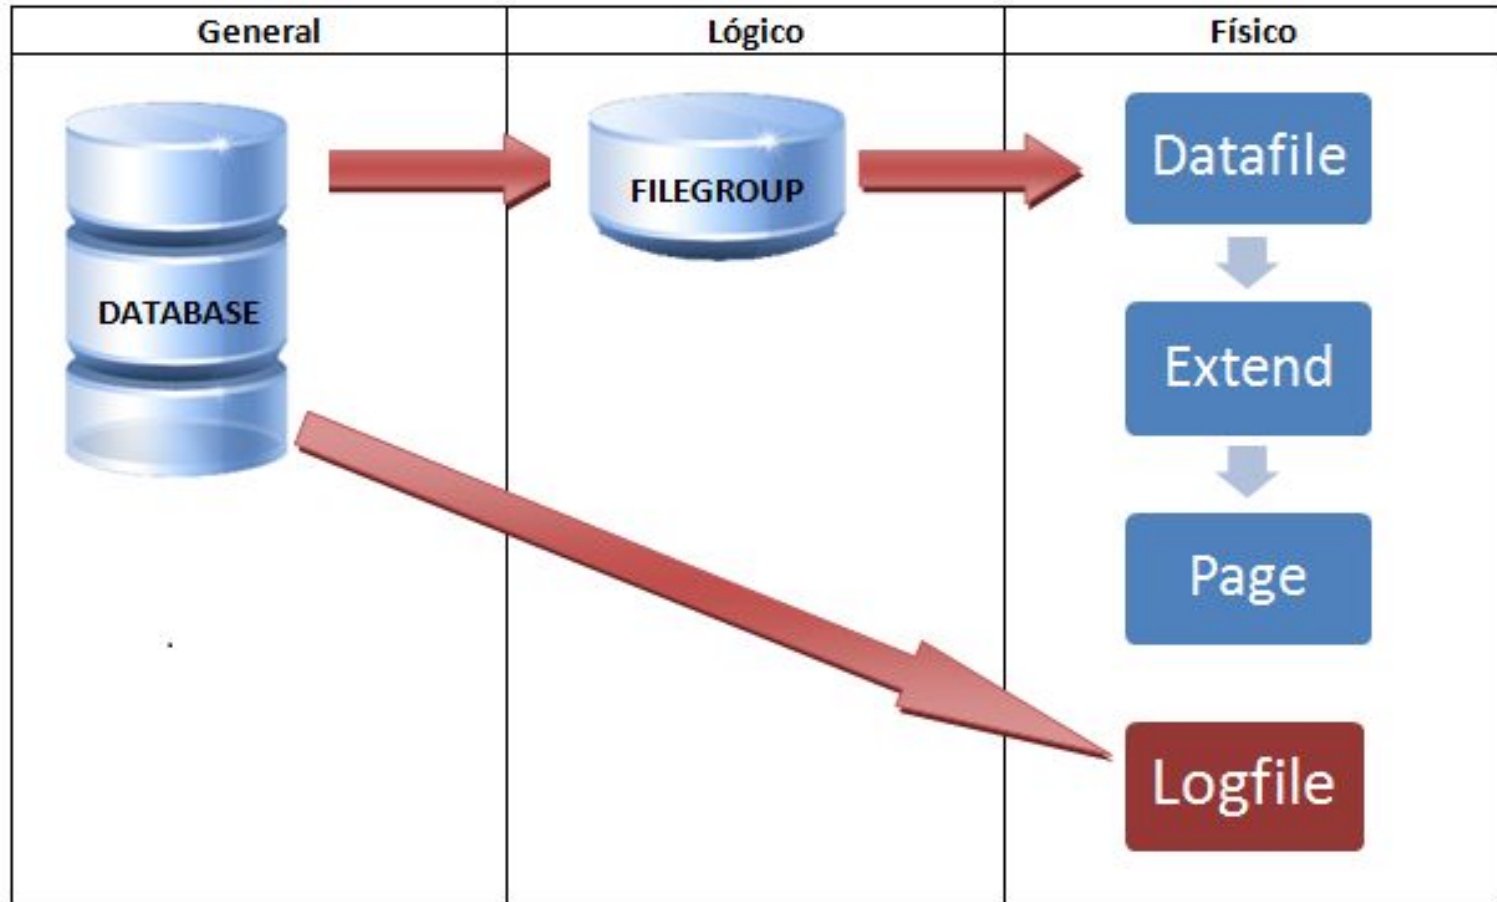 General
Lógico
Físico
DATABASE
FILEGROUP
Datafile
Extend
Page
Logfile